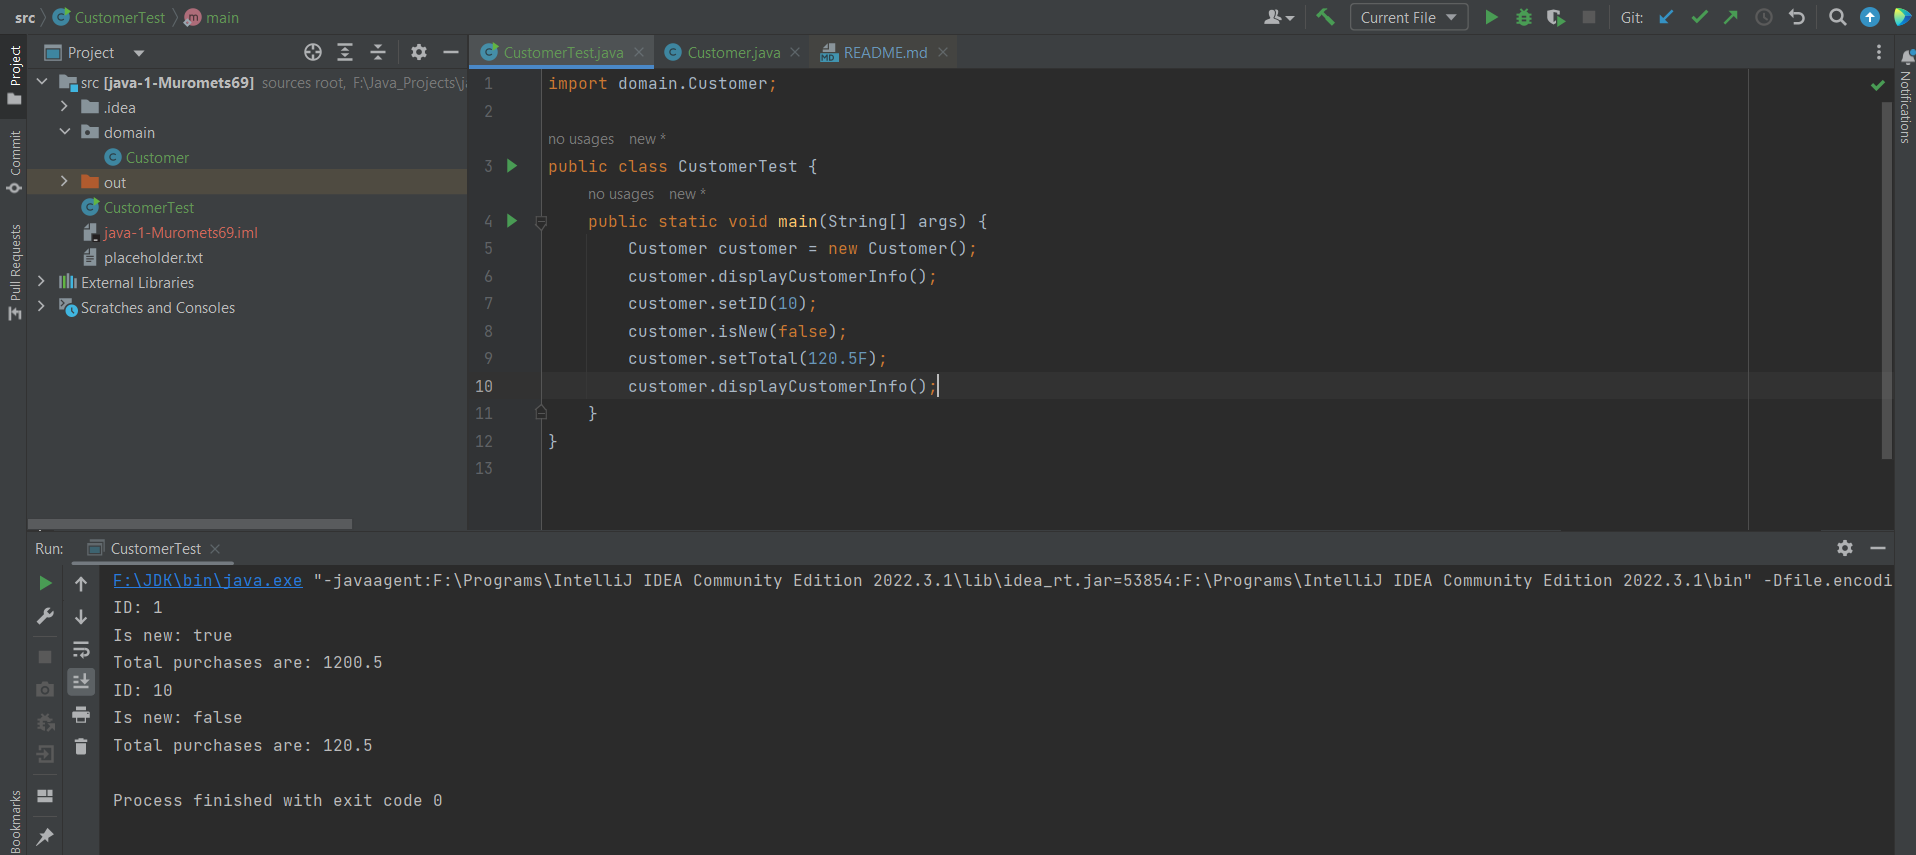 src CustomerTest main
Current File
Git:
Project
CustomerTest.java
Customer.java
README.md
Project
Commit
Pull Requests
Bookmarks
Notifications
src [java-1-Muromets69] sources root, F:\Java_Projects\j
.idea
domain
Customer
out
CustomerTest
java-1-Muromets69.iml
placeholder.txt
External Libraries
Scratches and Consoles
1 import domain.Customer;
2
no usages new *
3 public class CustomerTest {
no usages new *
4 public static void main(String[] args) {
5 Customer customer = new Customer();
6 customer.displayCustomerInfo();
7 customer.setID(10);
8 customer.isNew(false);
9 customer.setTotal(120.5F);
10 customer.displayCustomerInfo();
11 }
12 }
13
Run: CustomerTest
F:\JDK\bin\java.exe "-javaagent:F:\Programs\IntelliJ IDEA Community Edition 2022.3.1\lib\idea_rt.jar=53854:F:\Programs\IntelliJ IDEA Community Edition 2022.3.1\bin" -Dfile.encodi
ID: 1
Is new: true
Total purchases are: 1200.5
ID: 10
Is new: false
Total purchases are: 120.5
Process finished with exit code 0